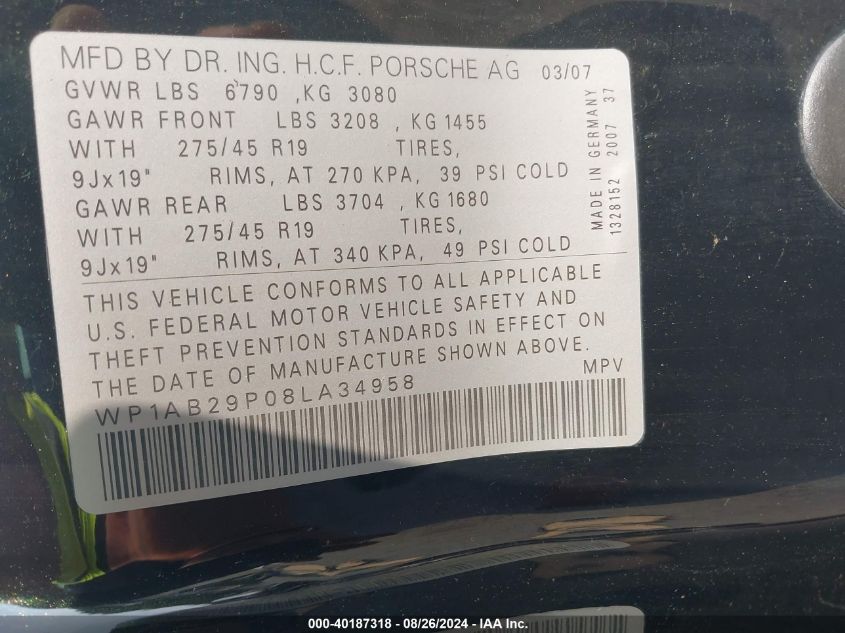 MFD BY DR. ING. H.C.F. PORSCHE AG 03/07
GVWR LBS 6790 ,KG 3080
GAWR FRONT LBS 3208 , KG 1455
WITH 275/45 R19 TIRES,
9Jx19" RIMS, AT 270 KPA, 39 PSI COLD
GAWR REAR LBS 3704 , KG 1680
WITH 275/45 R19 TIRES,
9Jx19" RIMS, AT 340 KPA, 49 PSI COLD
MADE IN GERMANY
1328152 2007 37
THIS VEHICLE CONFORMS TO ALL APPLICABLE
U.S. FEDERAL MOTOR VEHICLE SAFETY AND
THEFT PREVENTION STANDARDS IN EFFECT ON
THE DATE OF MANUFACTURE SHOWN ABOVE.
WP1AB29P08LA34958 MPV
000-40187318 - 08/26/2024 - IAA Inc.